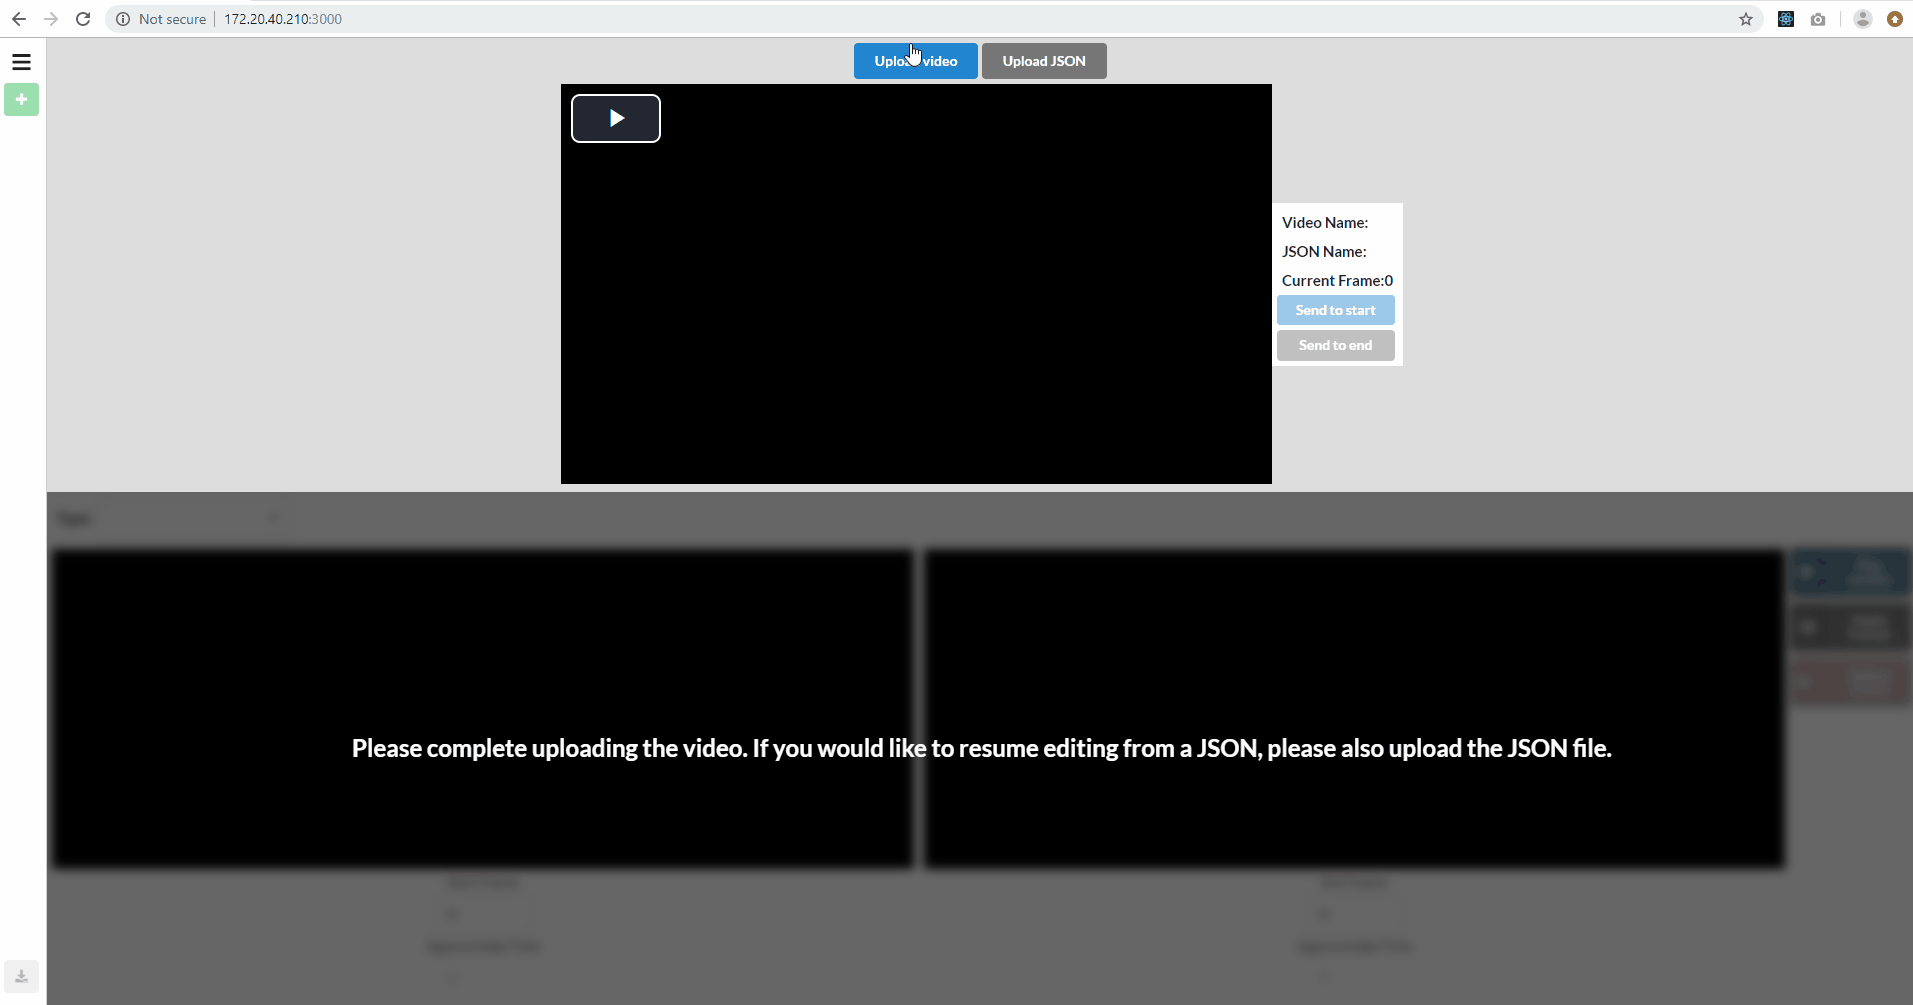 Not secure 172.20.40.210:3000
Upload video Upload JSON
Video Name:
JSON Name:
Current Frame:0
Send to start
Send to end
Please complete uploading the video. If you would like to resume editing from a JSON, please also upload the JSON file.